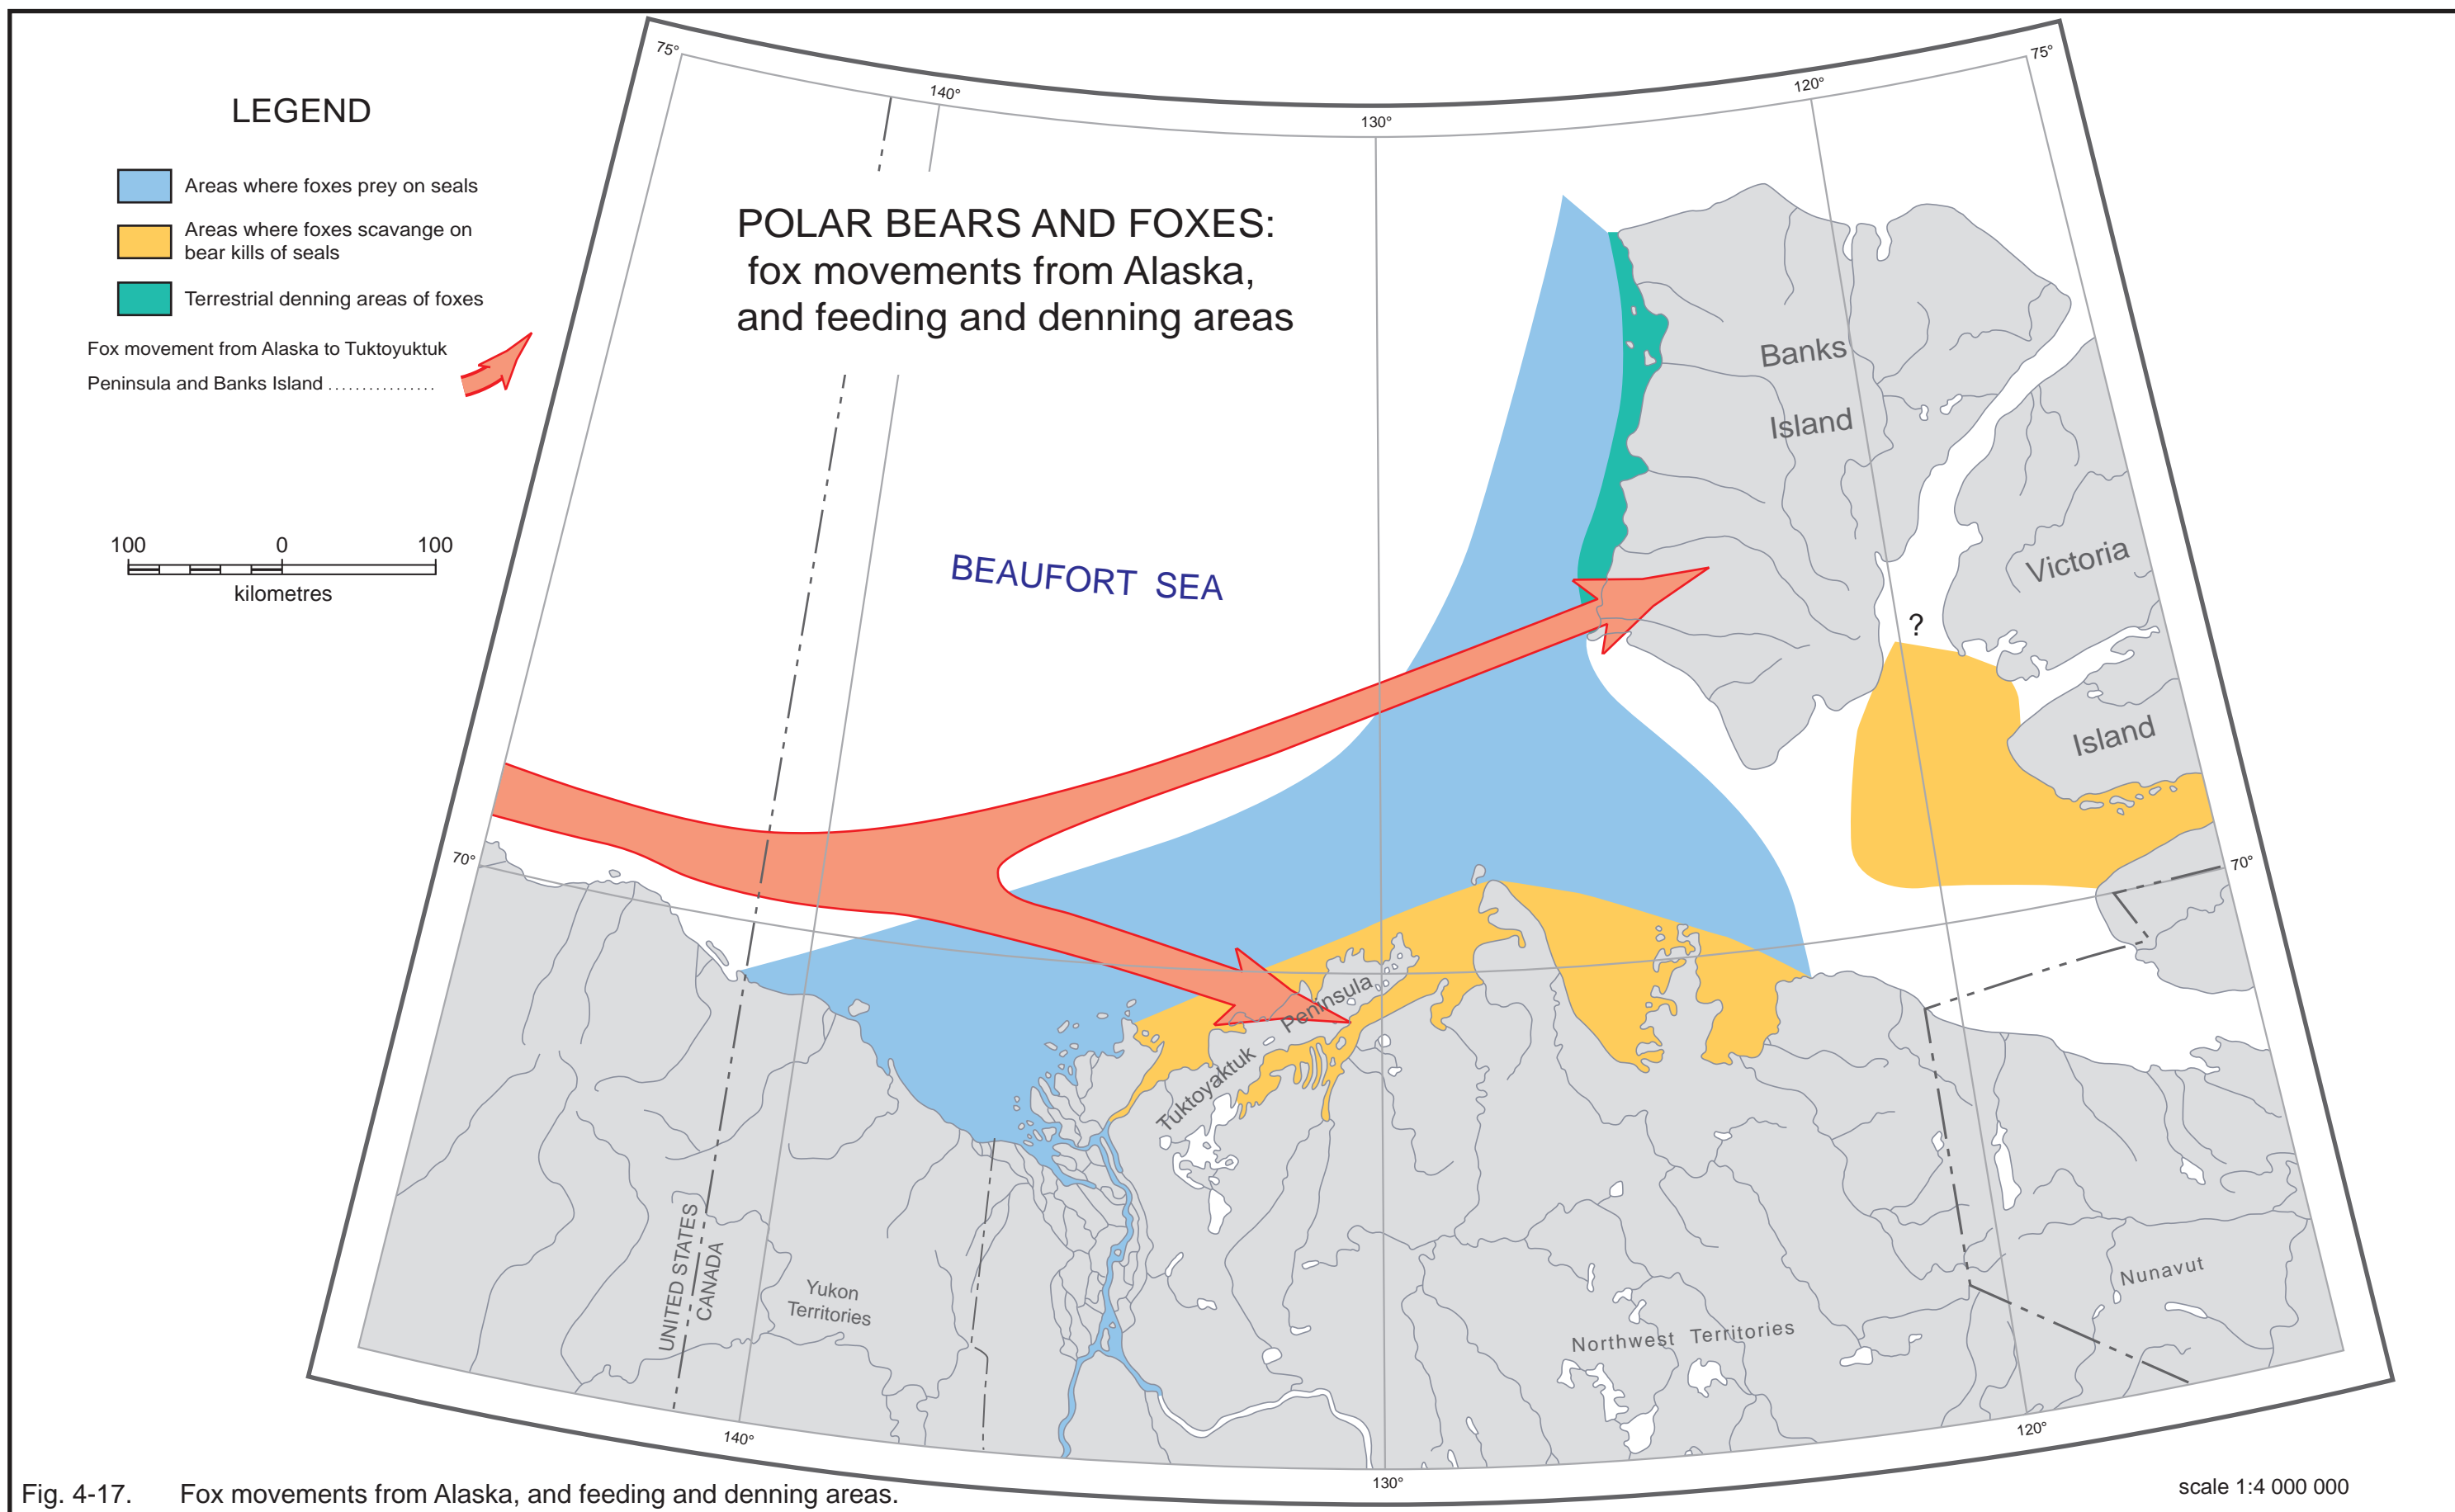 75°
140°
130°
120°
75°
LEGEND
Areas where foxes prey on seals
Areas where foxes scavange on
bear kills of seals
Terrestrial denning areas of foxes
Fox movement from Alaska to Tuktoyuktuk
Peninsula and Banks Island ................
100 0 100
kilometres
POLAR BEARS AND FOXES:
fox movements from Alaska,
and feeding and denning areas
BEAUFORT SEA
Banks
Island
Victoria
Island
?
70°
70°
Tuktoyaktuk
Peninsula
UNITED STATES
CANADA
Yukon
Territories
Northwest Territories
Nunavut
140°
130°
120°
Fig. 4-17. Fox movements from Alaska, and feeding and denning areas.
scale 1:4 000 000